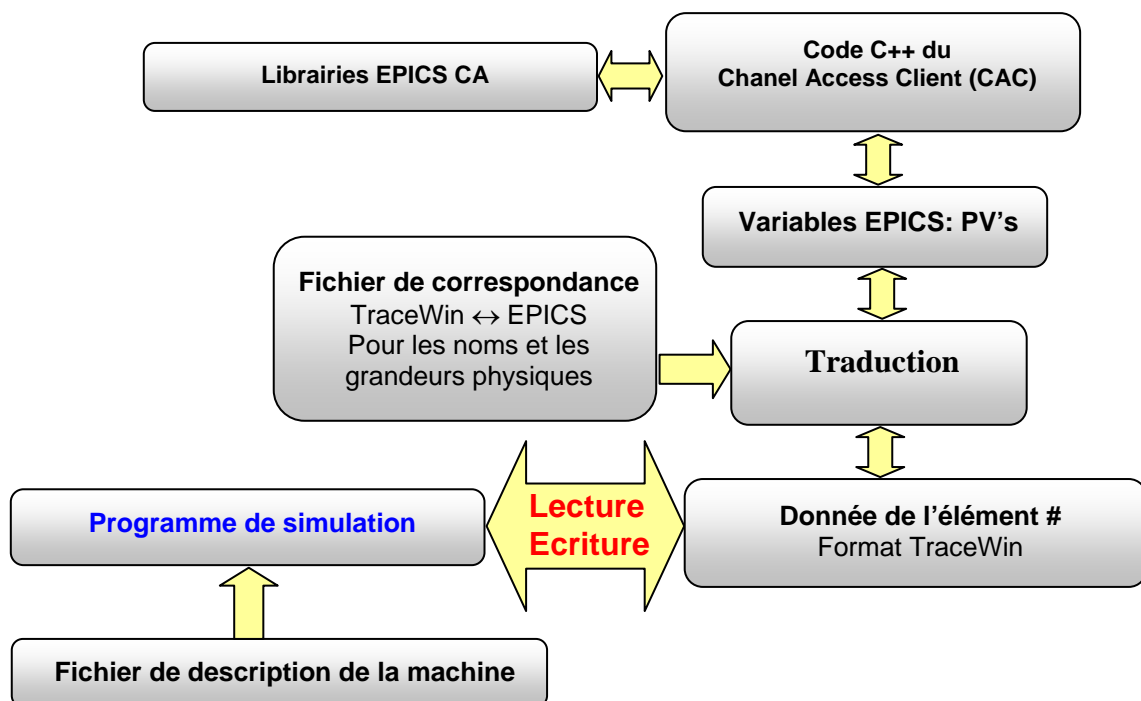 Librairies EPICS CA
Code C++ du
Chanel Access Client (CAC)
Variables EPICS: PV's
Fichier de correspondance
TraceWin ↔ EPICS
Pour les noms et les
grandeurs physiques
Traduction
Programme de simulation
Lecture
Ecriture
Donnée de l'élément #
Format TraceWin
Fichier de description de la machine